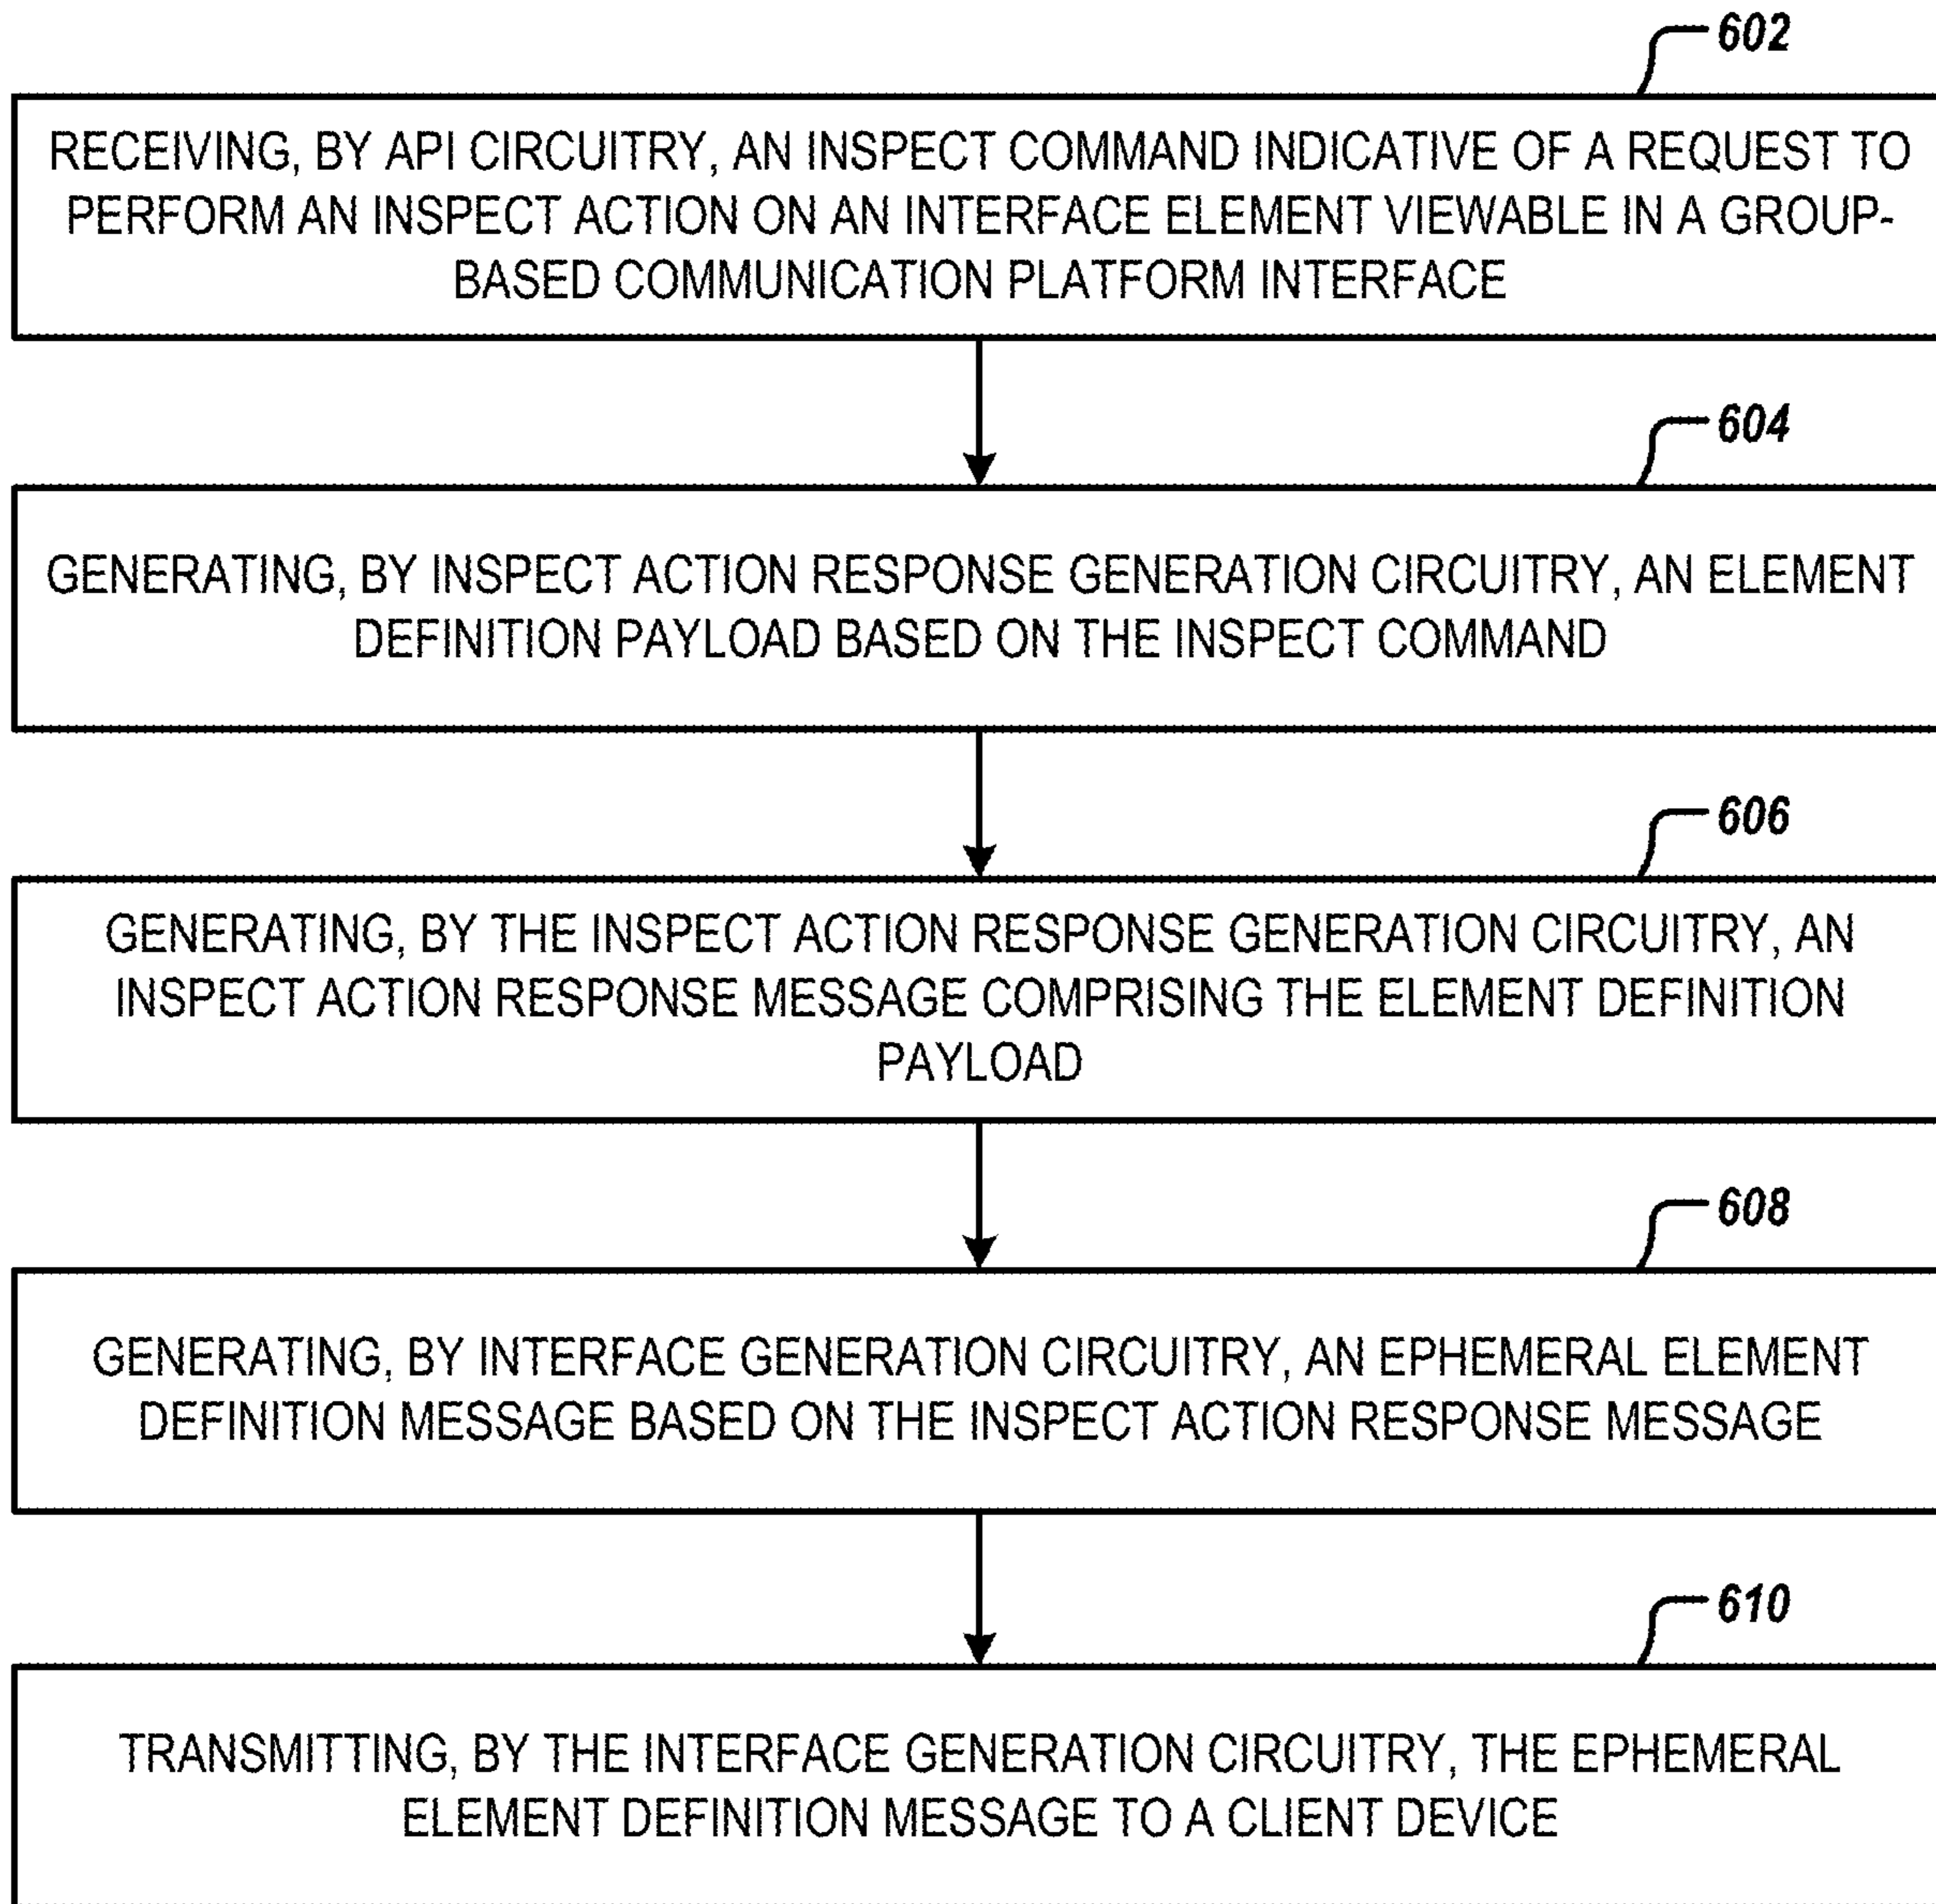 602
RECEIVING, BY API CIRCUITRY, AN INSPECT COMMAND INDICATIVE OF A REQUEST TO
PERFORM AN INSPECT ACTION ON AN INTERFACE ELEMENT VIEWABLE IN A GROUP-
BASED COMMUNICATION PLATFORM INTERFACE
604
GENERATING, BY INSPECT ACTION RESPONSE GENERATION CIRCUITRY, AN ELEMENT
DEFINITION PAYLOAD BASED ON THE INSPECT COMMAND
606
GENERATING, BY THE INSPECT ACTION RESPONSE GENERATION CIRCUITRY, AN
INSPECT ACTION RESPONSE MESSAGE COMPRISING THE ELEMENT DEFINITION
PAYLOAD
608
GENERATING, BY INTERFACE GENERATION CIRCUITRY, AN EPHEMERAL ELEMENT
DEFINITION MESSAGE BASED ON THE INSPECT ACTION RESPONSE MESSAGE
610
TRANSMITTING, BY THE INTERFACE GENERATION CIRCUITRY, THE EPHEMERAL
ELEMENT DEFINITION MESSAGE TO A CLIENT DEVICE